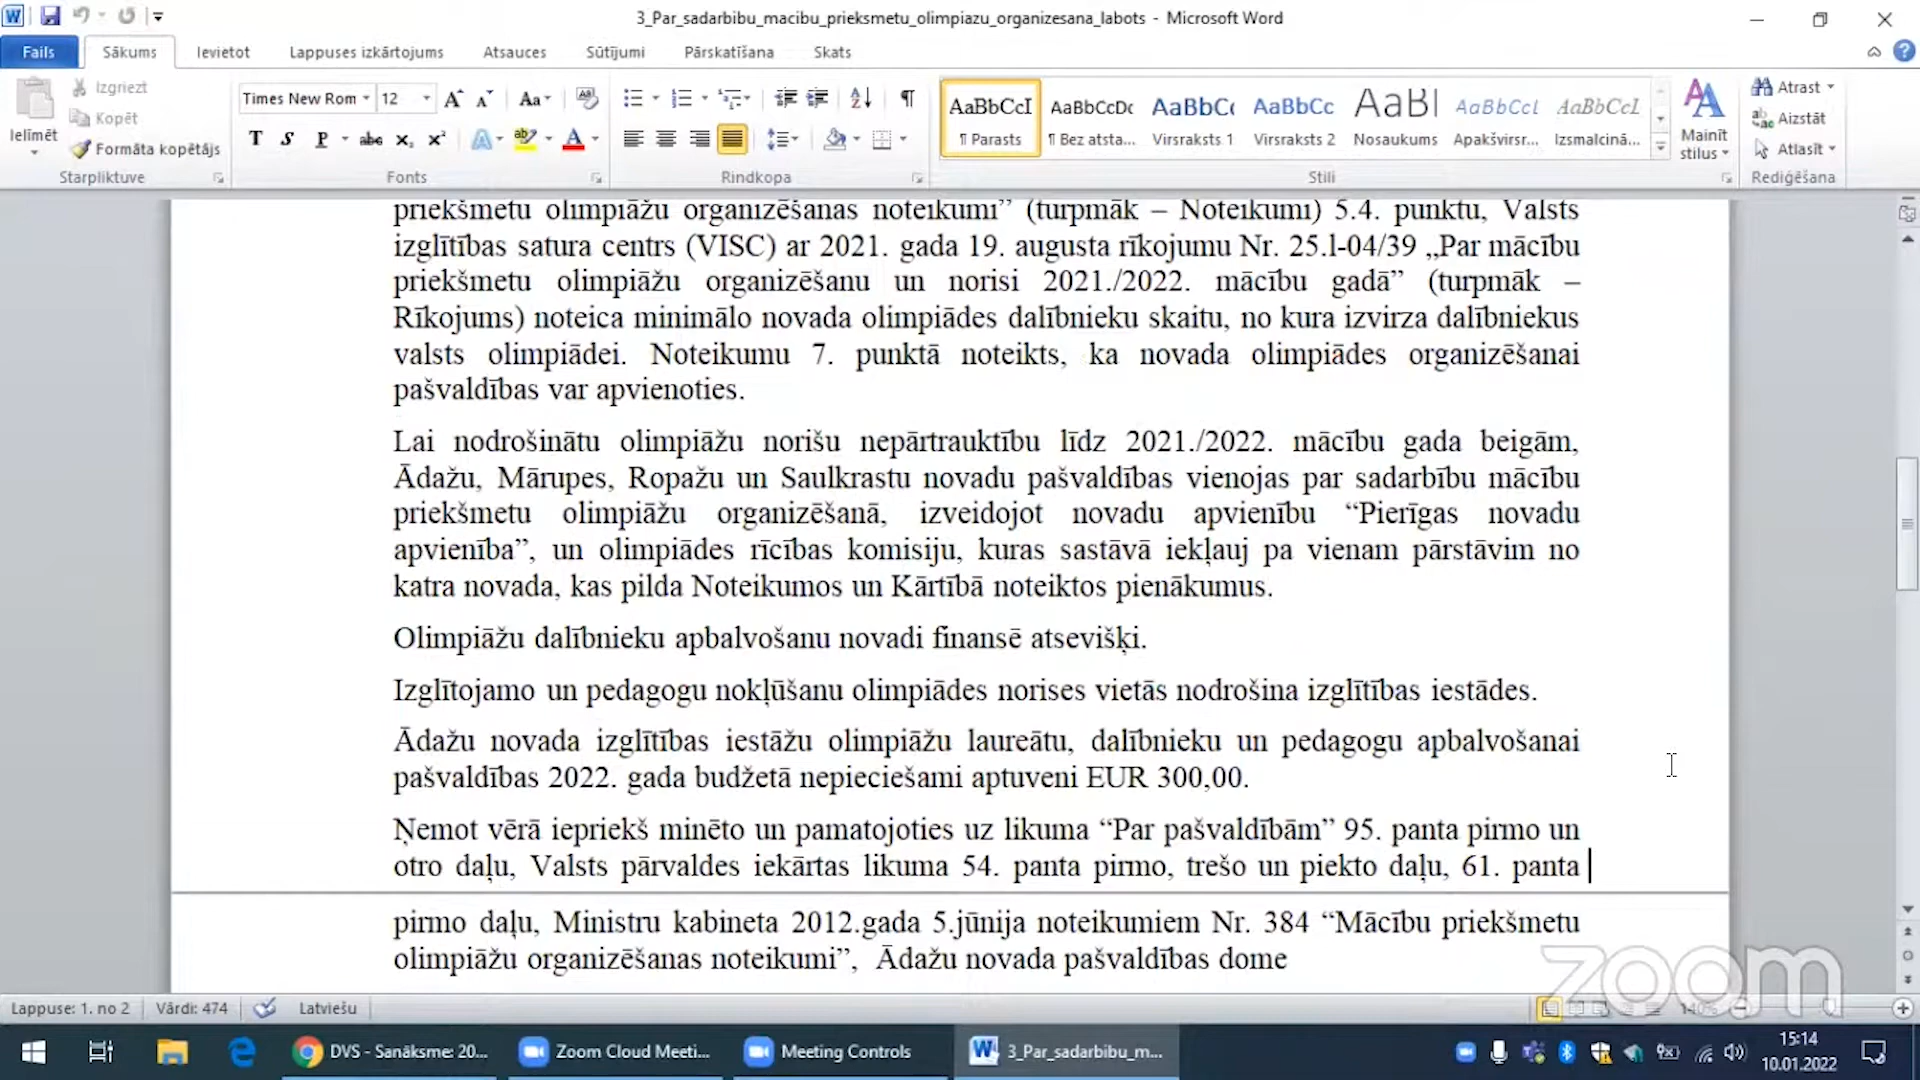 3_Par_sadarbibu_macibu_prieksmetu_olimpiazu_organizesana_labots - Microsoft Word
Fails Sākums Ievietot Lappuses izkārtojums Atsauces Sūtījumi Pārskatīšana Skats
Ielīmēt
Izgriezt
Kopēt
Formāta kopētājs
Starpliktuve
Times New Rom 12
Fonts
Rindkopa
AaBbCcI AaBbCcDc AaBbC AaBbCc AaBl AaBbCcL AaBbCcI
¶ Parasts ¶ Bez atsta... Virsraksts 1 Virsraksts 2 Nosaukums Apakšvirsr... Izsmalcinā...
Stili
Mainīt stilus
Atrast
Aizstāt
Atlasīt
Rediģēšana
priekšmetu olimpiāžu organizēšanas noteikumi” (turpmāk – Noteikumi) 5.4. punktu, Valsts
izglītības satura centrs (VISC) ar 2021. gada 19. augusta rīkojumu Nr. 25.l-04/39 „Par mācību
priekšmetu olimpiāžu organizēšanu un norisi 2021./2022. mācību gadā” (turpmāk –
Rīkojums) noteica minimālo novada olimpiādes dalībnieku skaitu, no kura izvirza dalībniekus
valsts olimpiādei. Noteikumu 7. punktā noteikts, ka novada olimpiādes organizēšanai
pašvaldības var apvienoties.
Lai nodrošinātu olimpiāžu norišu nepārtrauktību līdz 2021./2022. mācību gada beigām,
Ādažu, Mārupes, Ropažu un Saulkrastu novadu pašvaldības vienojas par sadarbību mācību
priekšmetu olimpiāžu organizēšanā, izveidojot novadu apvienību “Pierīgas novadu
apvienība”, un olimpiādes rīcības komisiju, kuras sastāvā iekļauj pa vienam pārstāvim no
katra novada, kas pilda Noteikumos un Kārtībā noteiktos pienākumus.
Olimpiāžu dalībnieku apbalvošanu novadi finansē atsevišķi.
Izglītojamo un pedagogu nokļūšanu olimpiādes norises vietās nodrošina izglītības iestādes.
Ādažu novada izglītības iestāžu olimpiāžu laureātu, dalībnieku un pedagogu apbalvošanai
pašvaldības 2022. gada budžetā nepieciešami aptuveni EUR 300,00.
Ņemot vērā iepriekš minēto un pamatojoties uz likuma “Par pašvaldībām” 95. panta pirmo un
otro daļu, Valsts pārvaldes iekārtas likuma 54. panta pirmo, trešo un piekto daļu, 61. panta
pirmo daļu, Ministru kabineta 2012.gada 5.jūnija noteikumiem Nr. 384 “Mācību priekšmetu
olimpiāžu organizēšanas noteikumi”, Ādažu novada pašvaldības dome
zoom
Lappuse: 1. no 2 Vārdi: 474 Latviešu 140%
DVS - Sanāksme: 20... Zoom Cloud Meeti... Meeting Controls 3_Par_sadarbibu_m...
15:14
10.01.2022